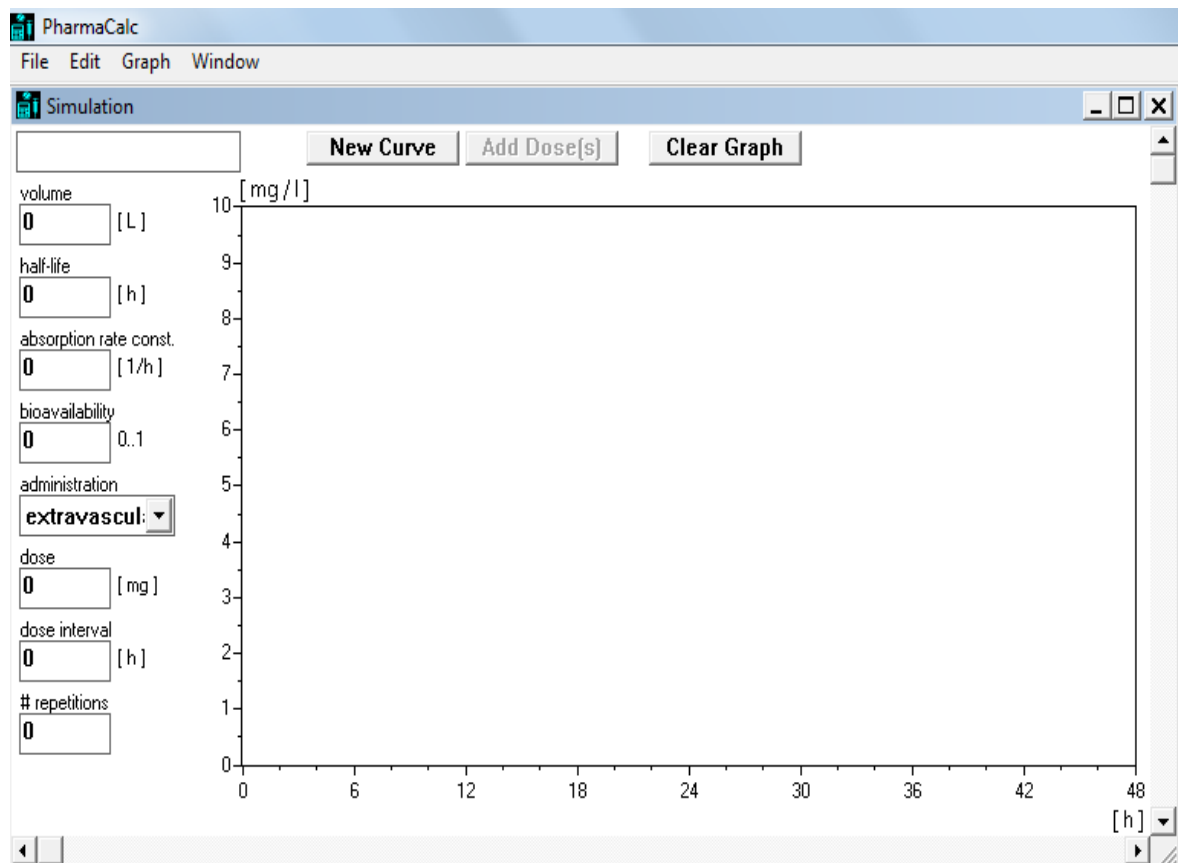 PharmaCalc
File Edit Graph Window
Simulation
New Curve Add Dose(s) Clear Graph
volume
0 [L]
half-life
0 [h]
absorption rate const.
0 [1/h]
bioavailability
0 0..1
administration
extravascul
dose
0 [mg]
dose interval
0 [h]
# repetitions
0
[mg/l]
10
9
8
7
6
5
4
3
2
1
0
0 6 12 18 24 30 36 42 48
[h]